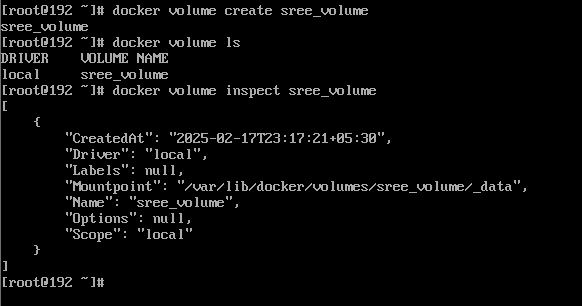 [root@192 ~]# docker volume create sree_volume
sree_volume
[root@192 ~]# docker volume ls
DRIVER    VOLUME NAME
local     sree_volume
[root@192 ~]# docker volume inspect sree_volume
[
    {
        "CreatedAt": "2025-02-17T23:17:21+05:30",
        "Driver": "local",
        "Labels": null,
        "Mountpoint": "/var/lib/docker/volumes/sree_volume/_data",
        "Name": "sree_volume",
        "Options": null,
        "Scope": "local"
    }
]
[root@192 ~]#